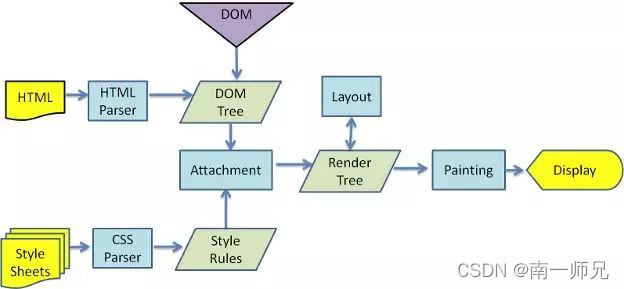 DOM
HTML
HTML
Parser
DOM
Tree
Layout
Attachment
Render
Tree
Painting
Display
Style
Sheets
CSS
Parser
Style
Rules
CSDN @南一师兄